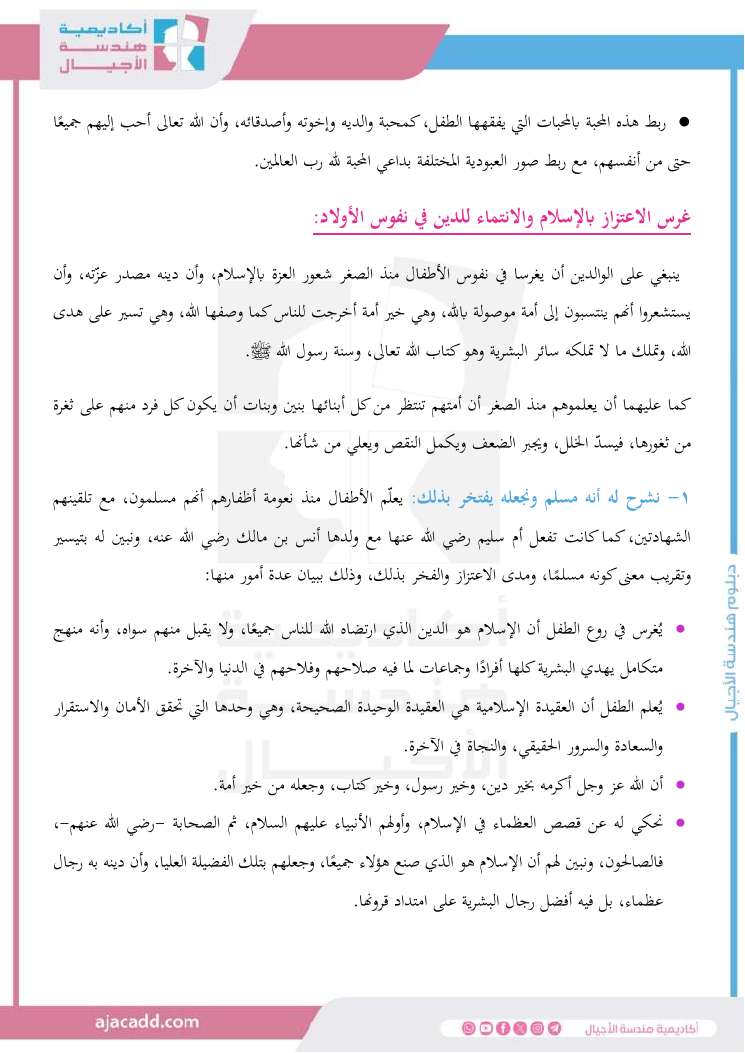 أكاديمية
هندسة
الأجيال
● ربط هذه المحبة بالمحبات التي يفقهها الطفل، كمحبة والديه وإخوته وأصدقائه، وأن الله تعالى أحب إليهم جميعًا
حتى من أنفسهم، مع ربط صور العبودية المختلفة بداعي المحبة لله رب العالمين.
غرس الاعتزاز بالإسلام والانتماء للدين في نفوس الأولاد:
ينبغي على الوالدين أن يغرسا في نفوس الأطفال منذ الصغر شعور العزة بالإسلام، وأن دينه مصدر عزّته، وأن
يستشعروا أنهم ينتسبون إلى أمة موصولة بالله، وهي خير أمة أخرجت للناس كما وصفها الله، وهي تسير على هدى
الله، وتملك ما لا تملكه سائر البشرية وهو كتاب الله تعالى، وسنة رسول الله ﷺ.
كما عليهما أن يعلموهم منذ الصغر أن أمتهم تنتظر من كل أبنائها بنين وبنات أن يكون كل فرد منهم على ثغرة
من ثغورها، فيسدّ الخلل، ويجبر الضعف ويكمل النقص ويعلي من شأنها.
١- نشرح له أنه مسلم ونجعله يفتخر بذلك: يعلّم الأطفال منذ نعومة أظفارهم أنهم مسلمون، مع تلقينهم
الشهادتين، كما كانت تفعل أم سليم رضي الله عنها مع ولدها أنس بن مالك رضي الله عنه، ونبين له بتيسير
وتقريب معنى كونه مسلمًا، ومدى الاعتزاز والفخر بذلك، وذلك ببيان عدة أمور منها:
● يُغرس في روع الطفل أن الإسلام هو الدين الذي ارتضاه الله للناس جميعًا، ولا يقبل منهم سواه، وأنه منهج
متكامل يهدي البشرية كلها أفرادًا وجماعات لما فيه صلاحهم وفلاحهم في الدنيا والآخرة.
● يُعلم الطفل أن العقيدة الإسلامية هي العقيدة الوحيدة الصحيحة، وهي وحدها التي تحقق الأمان والاستقرار
والسعادة والسرور الحقيقي، والنجاة في الآخرة.
● أن الله عز وجل أكرمه بخير دين، وخير رسول، وخير كتاب، وجعله من خير أمة.
● نحكي له عن قصص العظماء في الإسلام، وأولهم الأنبياء عليهم السلام، ثم الصحابة -رضي الله عنهم-،
فالصالحون، ونبين لهم أن الإسلام هو الذي صنع هؤلاء جميعًا، وجعلهم بتلك الفضيلة العليا، وأن دينه به رجال
عظماء، بل فيه أفضل رجال البشرية على امتداد قرونها.
أكاديمية
هندسة
الأجيال
دبلوم هندسة الأجيال
أكاديمية هندسة الأجيال
ajacadd.com